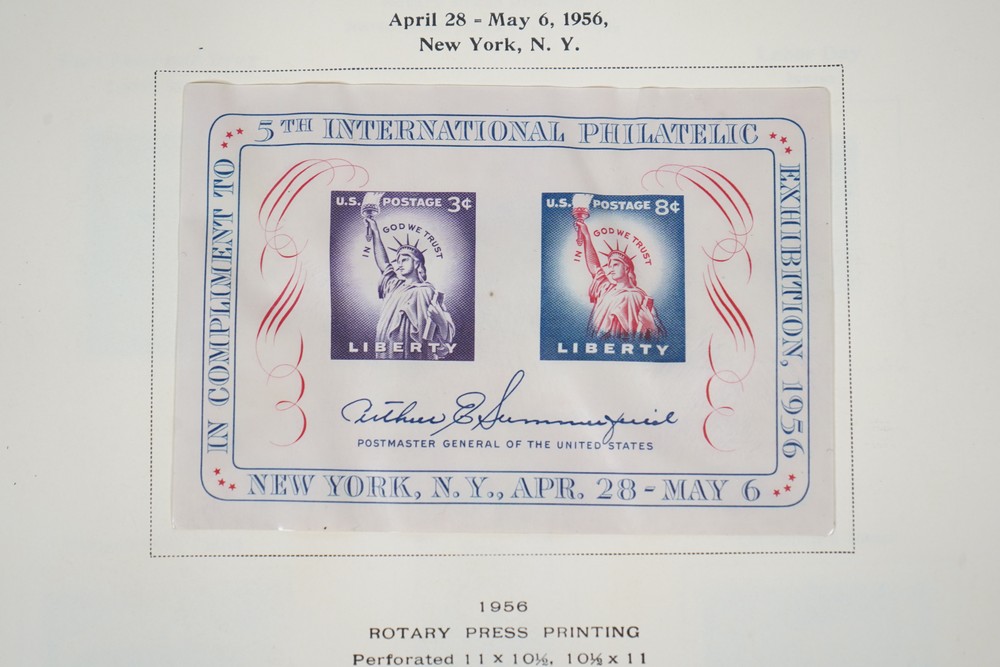 April 28 - May 6, 1956,
New York, N. Y.
IN COMPLIMENT TO
5TH INTERNATIONAL PHILATELIC
EXHIBITION, 1956
U.S. POSTAGE 3¢
IN GOD WE TRUST
LIBERTY
U.S. POSTAGE 8¢
IN GOD WE TRUST
LIBERTY
Arthur E Summerfield
POSTMASTER GENERAL OF THE UNITED STATES
NEW YORK, N.Y., APR. 28-MAY 6
1956
ROTARY PRESS PRINTING
Perforated 11 x 10½, 10½ x 11